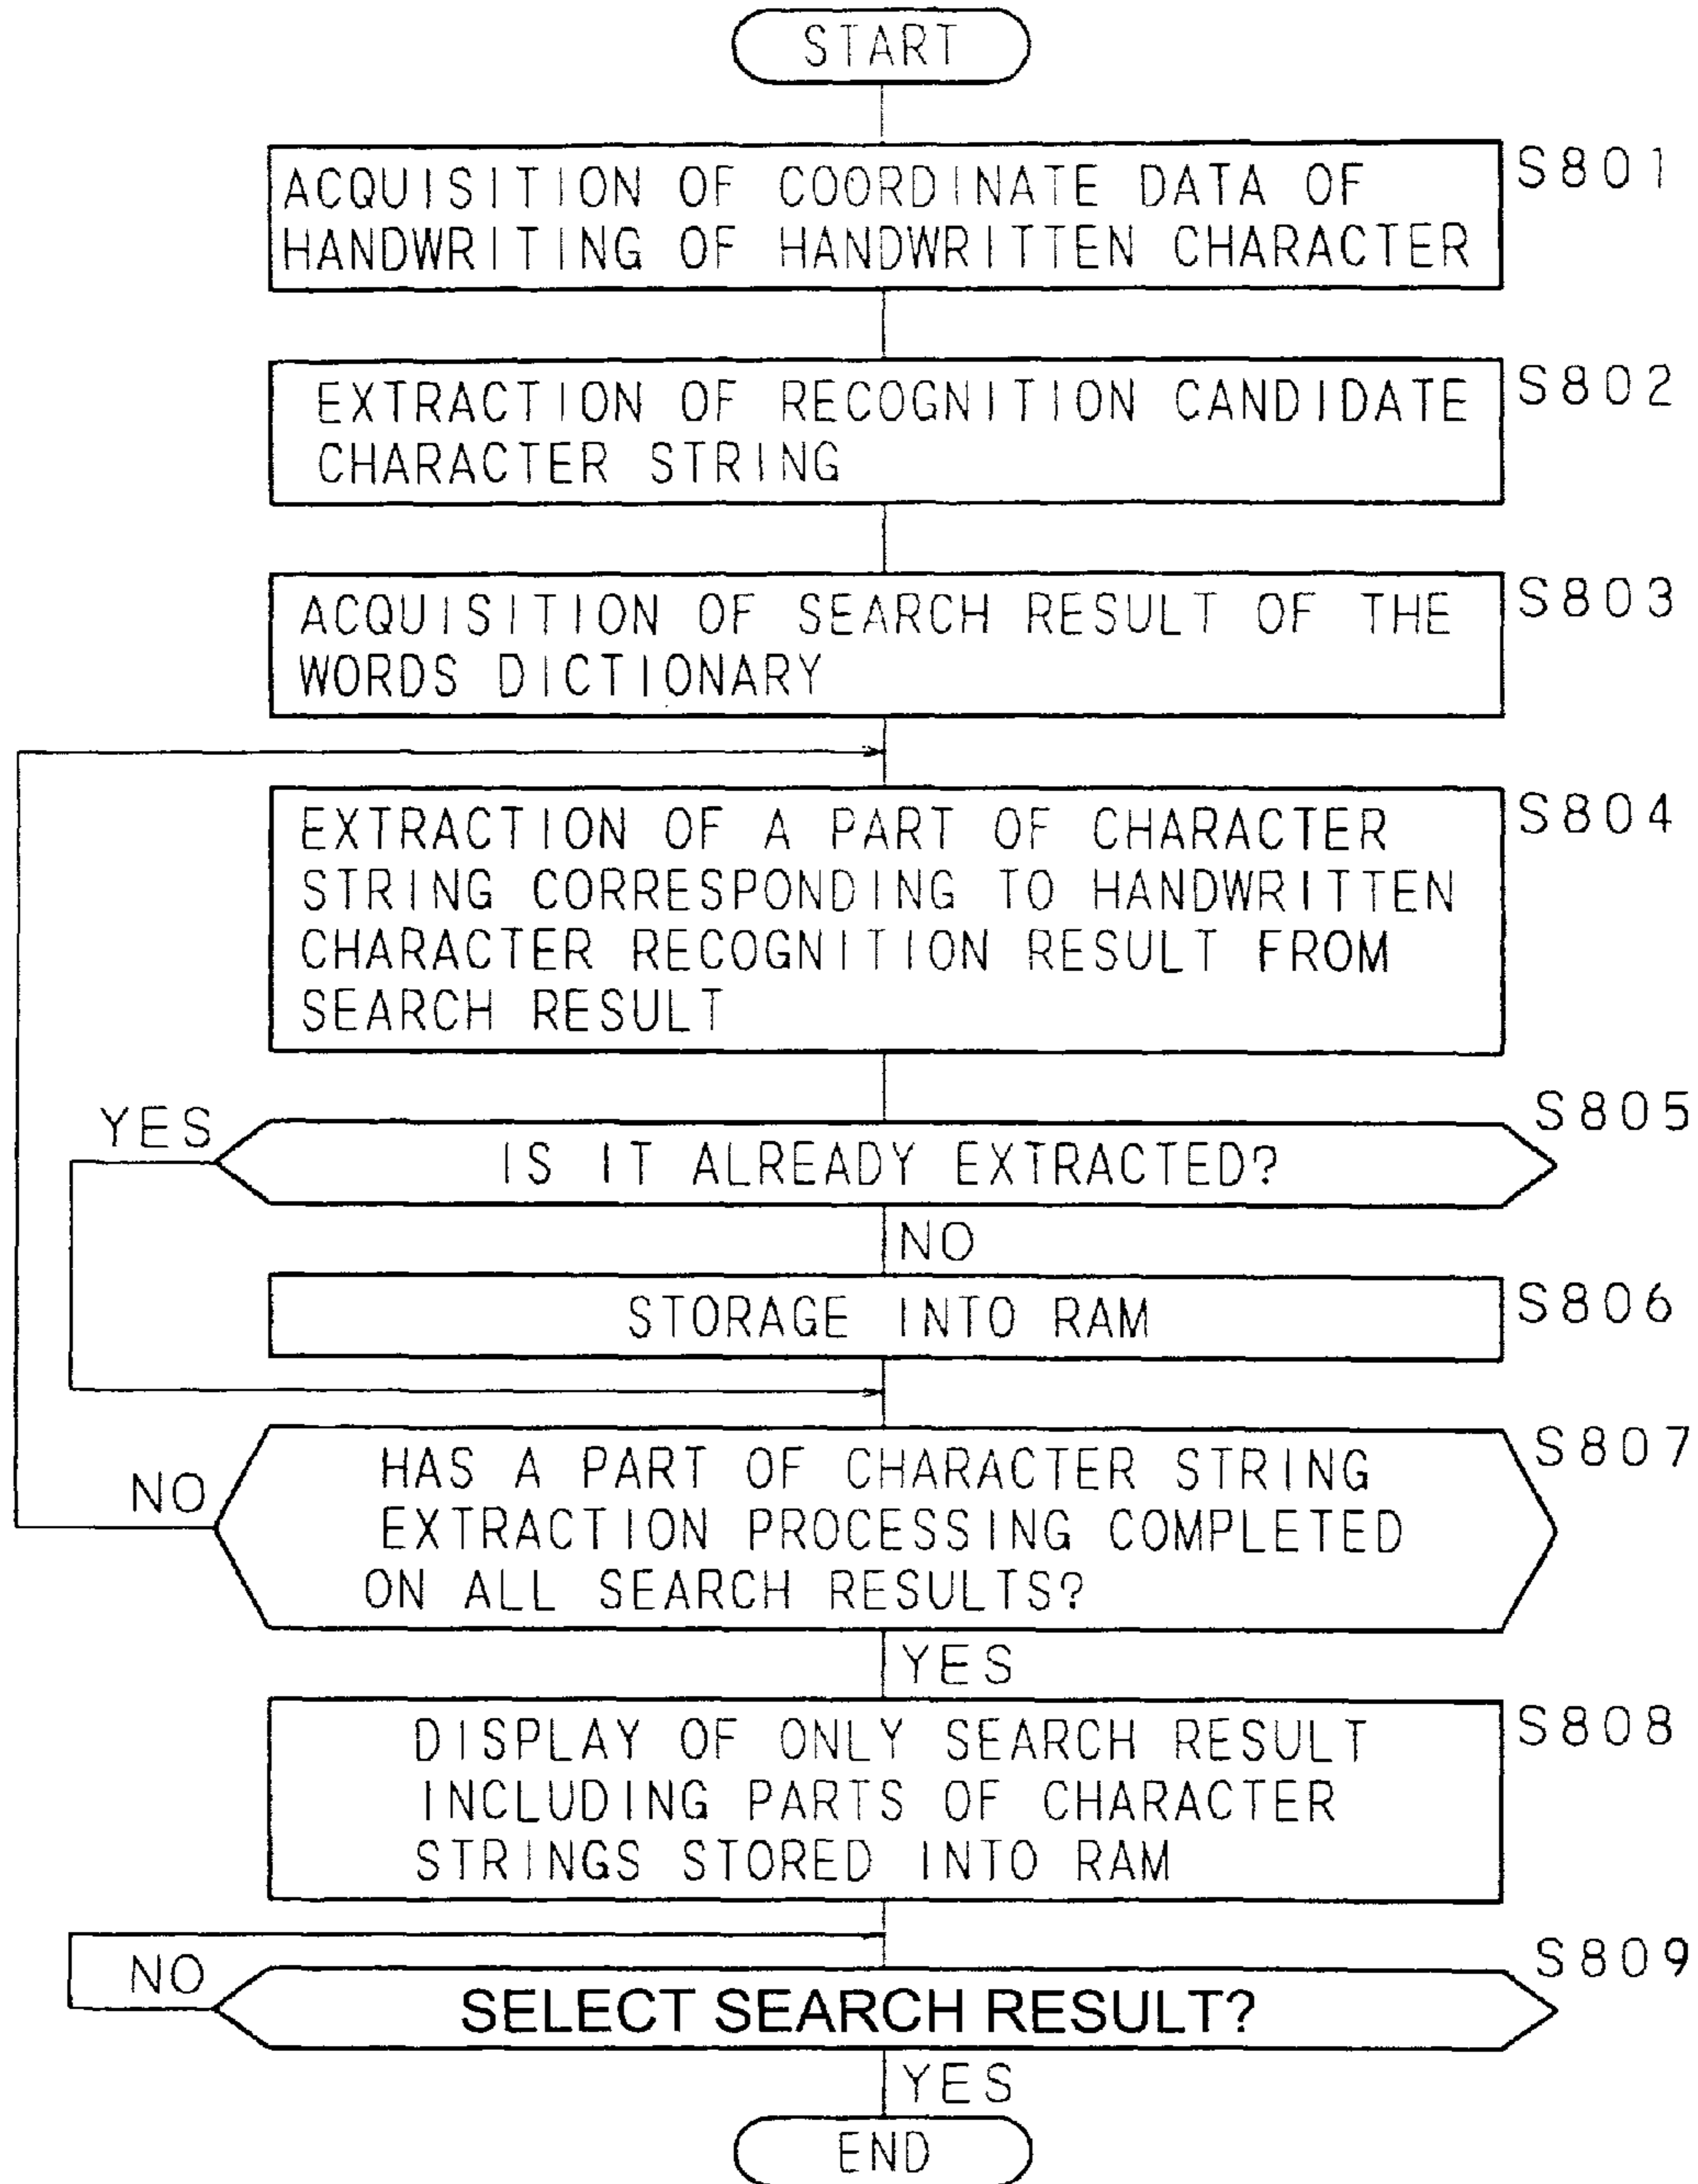 START
ACQUISITION OF COORDINATE DATA OF
HANDWRITING OF HANDWRITTEN CHARACTER
S801
EXTRACTION OF RECOGNITION CANDIDATE
CHARACTER STRING
S802
ACQUISITION OF SEARCH RESULT OF THE
WORDS DICTIONARY
S803
EXTRACTION OF A PART OF CHARACTER
STRING CORRESPONDING TO HANDWRITTEN
CHARACTER RECOGNITION RESULT FROM
SEARCH RESULT
S804
YES
IS IT ALREADY EXTRACTED?
S805
NO
STORAGE INTO RAM
S806
NO
HAS A PART OF CHARACTER STRING
EXTRACTION PROCESSING COMPLETED
ON ALL SEARCH RESULTS?
S807
YES
DISPLAY OF ONLY SEARCH RESULT
INCLUDING PARTS OF CHARACTER
STRINGS STORED INTO RAM
S808
NO
SELECT SEARCH RESULT?
S809
YES
END